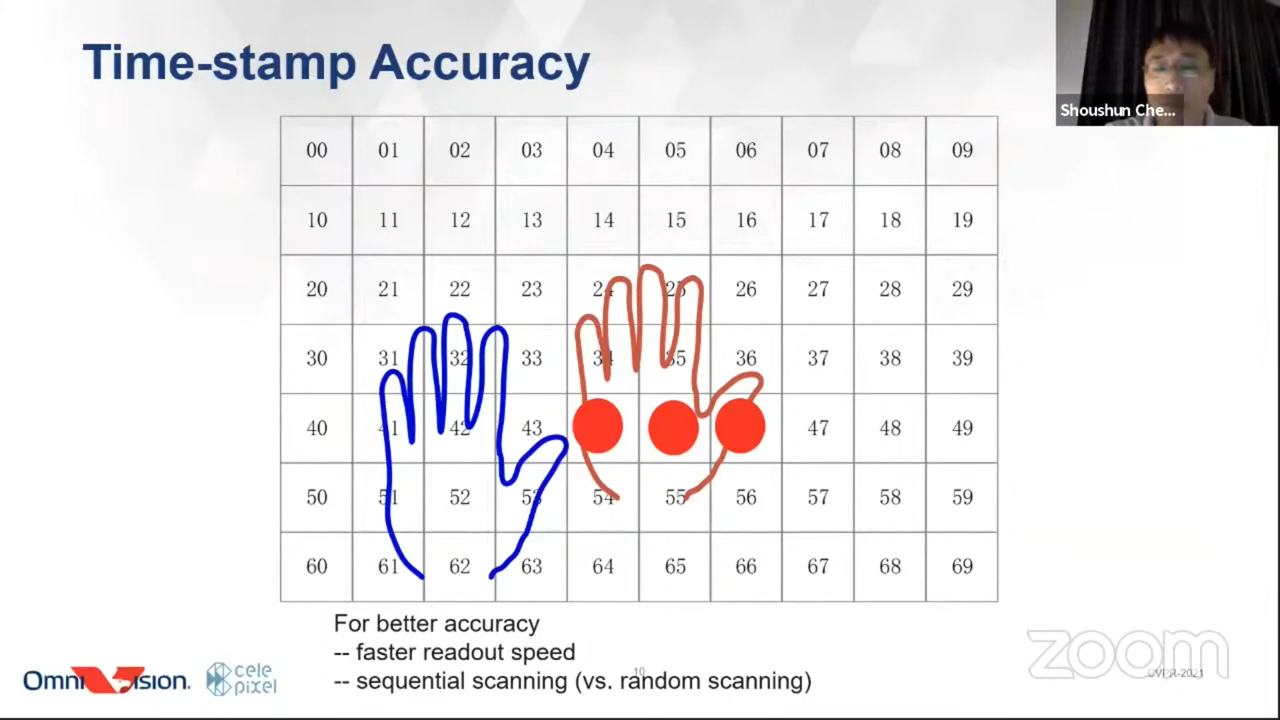 Time-stamp Accuracy
Shoushun Che...
00 01 02 03 04 05 06 07 08 09
10 11 12 13 14 15 16 17 18 19
20 21 22 23 24 25 26 27 28 29
30 31 32 33 34 35 36 37 38 39
40 41 42 43 47 48 49
50 51 52 53 54 55 56 57 58 59
60 61 62 63 64 65 66 67 68 69
For better accuracy
-- faster readout speed
-- sequential scanning (vs. random scanning)
OmniVision.
cele
pixel
10
zoom
CVPR-2021